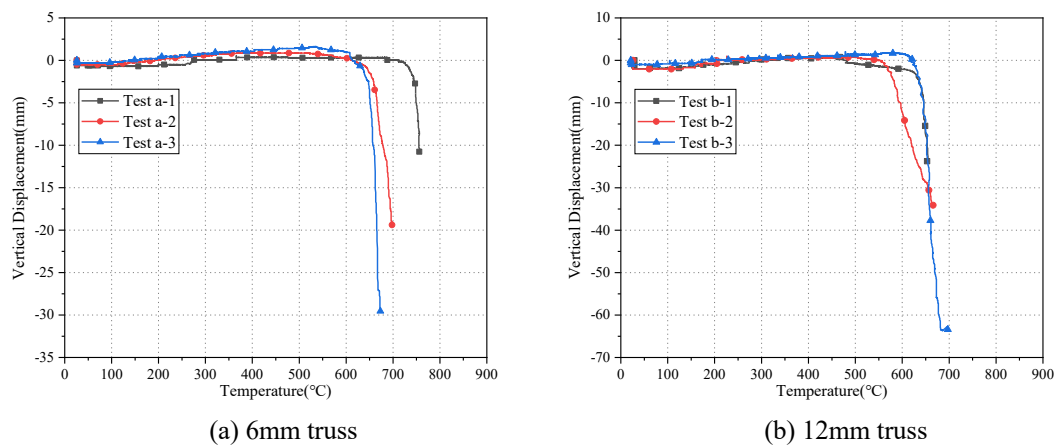 5
0
-5
-10
-15
-20
-25
-30
-35
Vertical Displacement(mm)
Test a-1
Test a-2
Test a-3
0 100 200 300 400 500 600 700 800 900
Temperature(℃)
(a) 6mm truss
10
0
-10
-20
-30
-40
-50
-60
-70
Vertical Displacement(mm)
Test b-1
Test b-2
Test b-3
0 100 200 300 400 500 600 700 800 900
Temperature(℃)
(b) 12mm truss